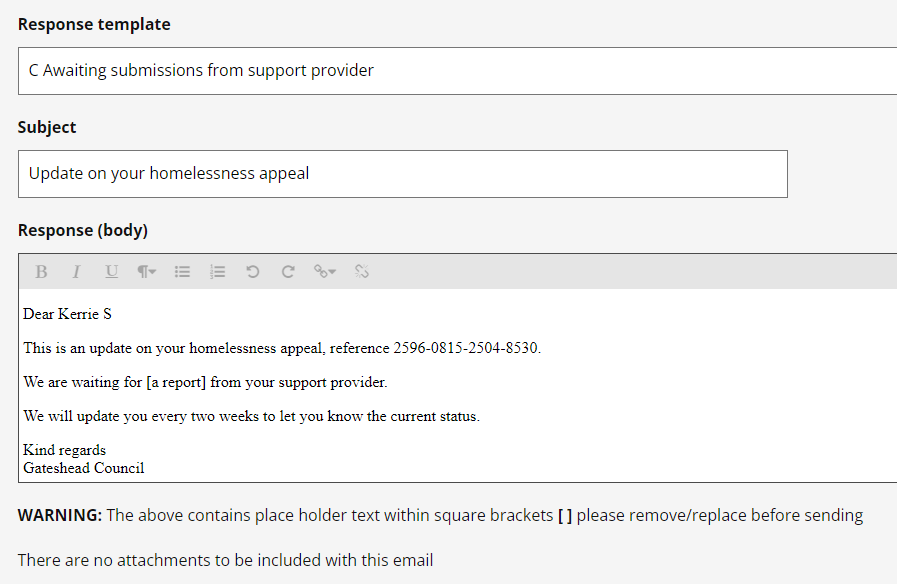 Response template
C Awaiting submissions from support provider
Subject
Update on your homelessness appeal
Response (body)
B I U ¶
Dear Kerrie S
This is an update on your homelessness appeal, reference 2596-0815-2504-8530.
We are waiting for [a report] from your support provider.
We will update you every two weeks to let you know the current status.
Kind regards
Gateshead Council
WARNING: The above contains place holder text within square brackets [ ] please remove/replace before sending
There are no attachments to be included with this email